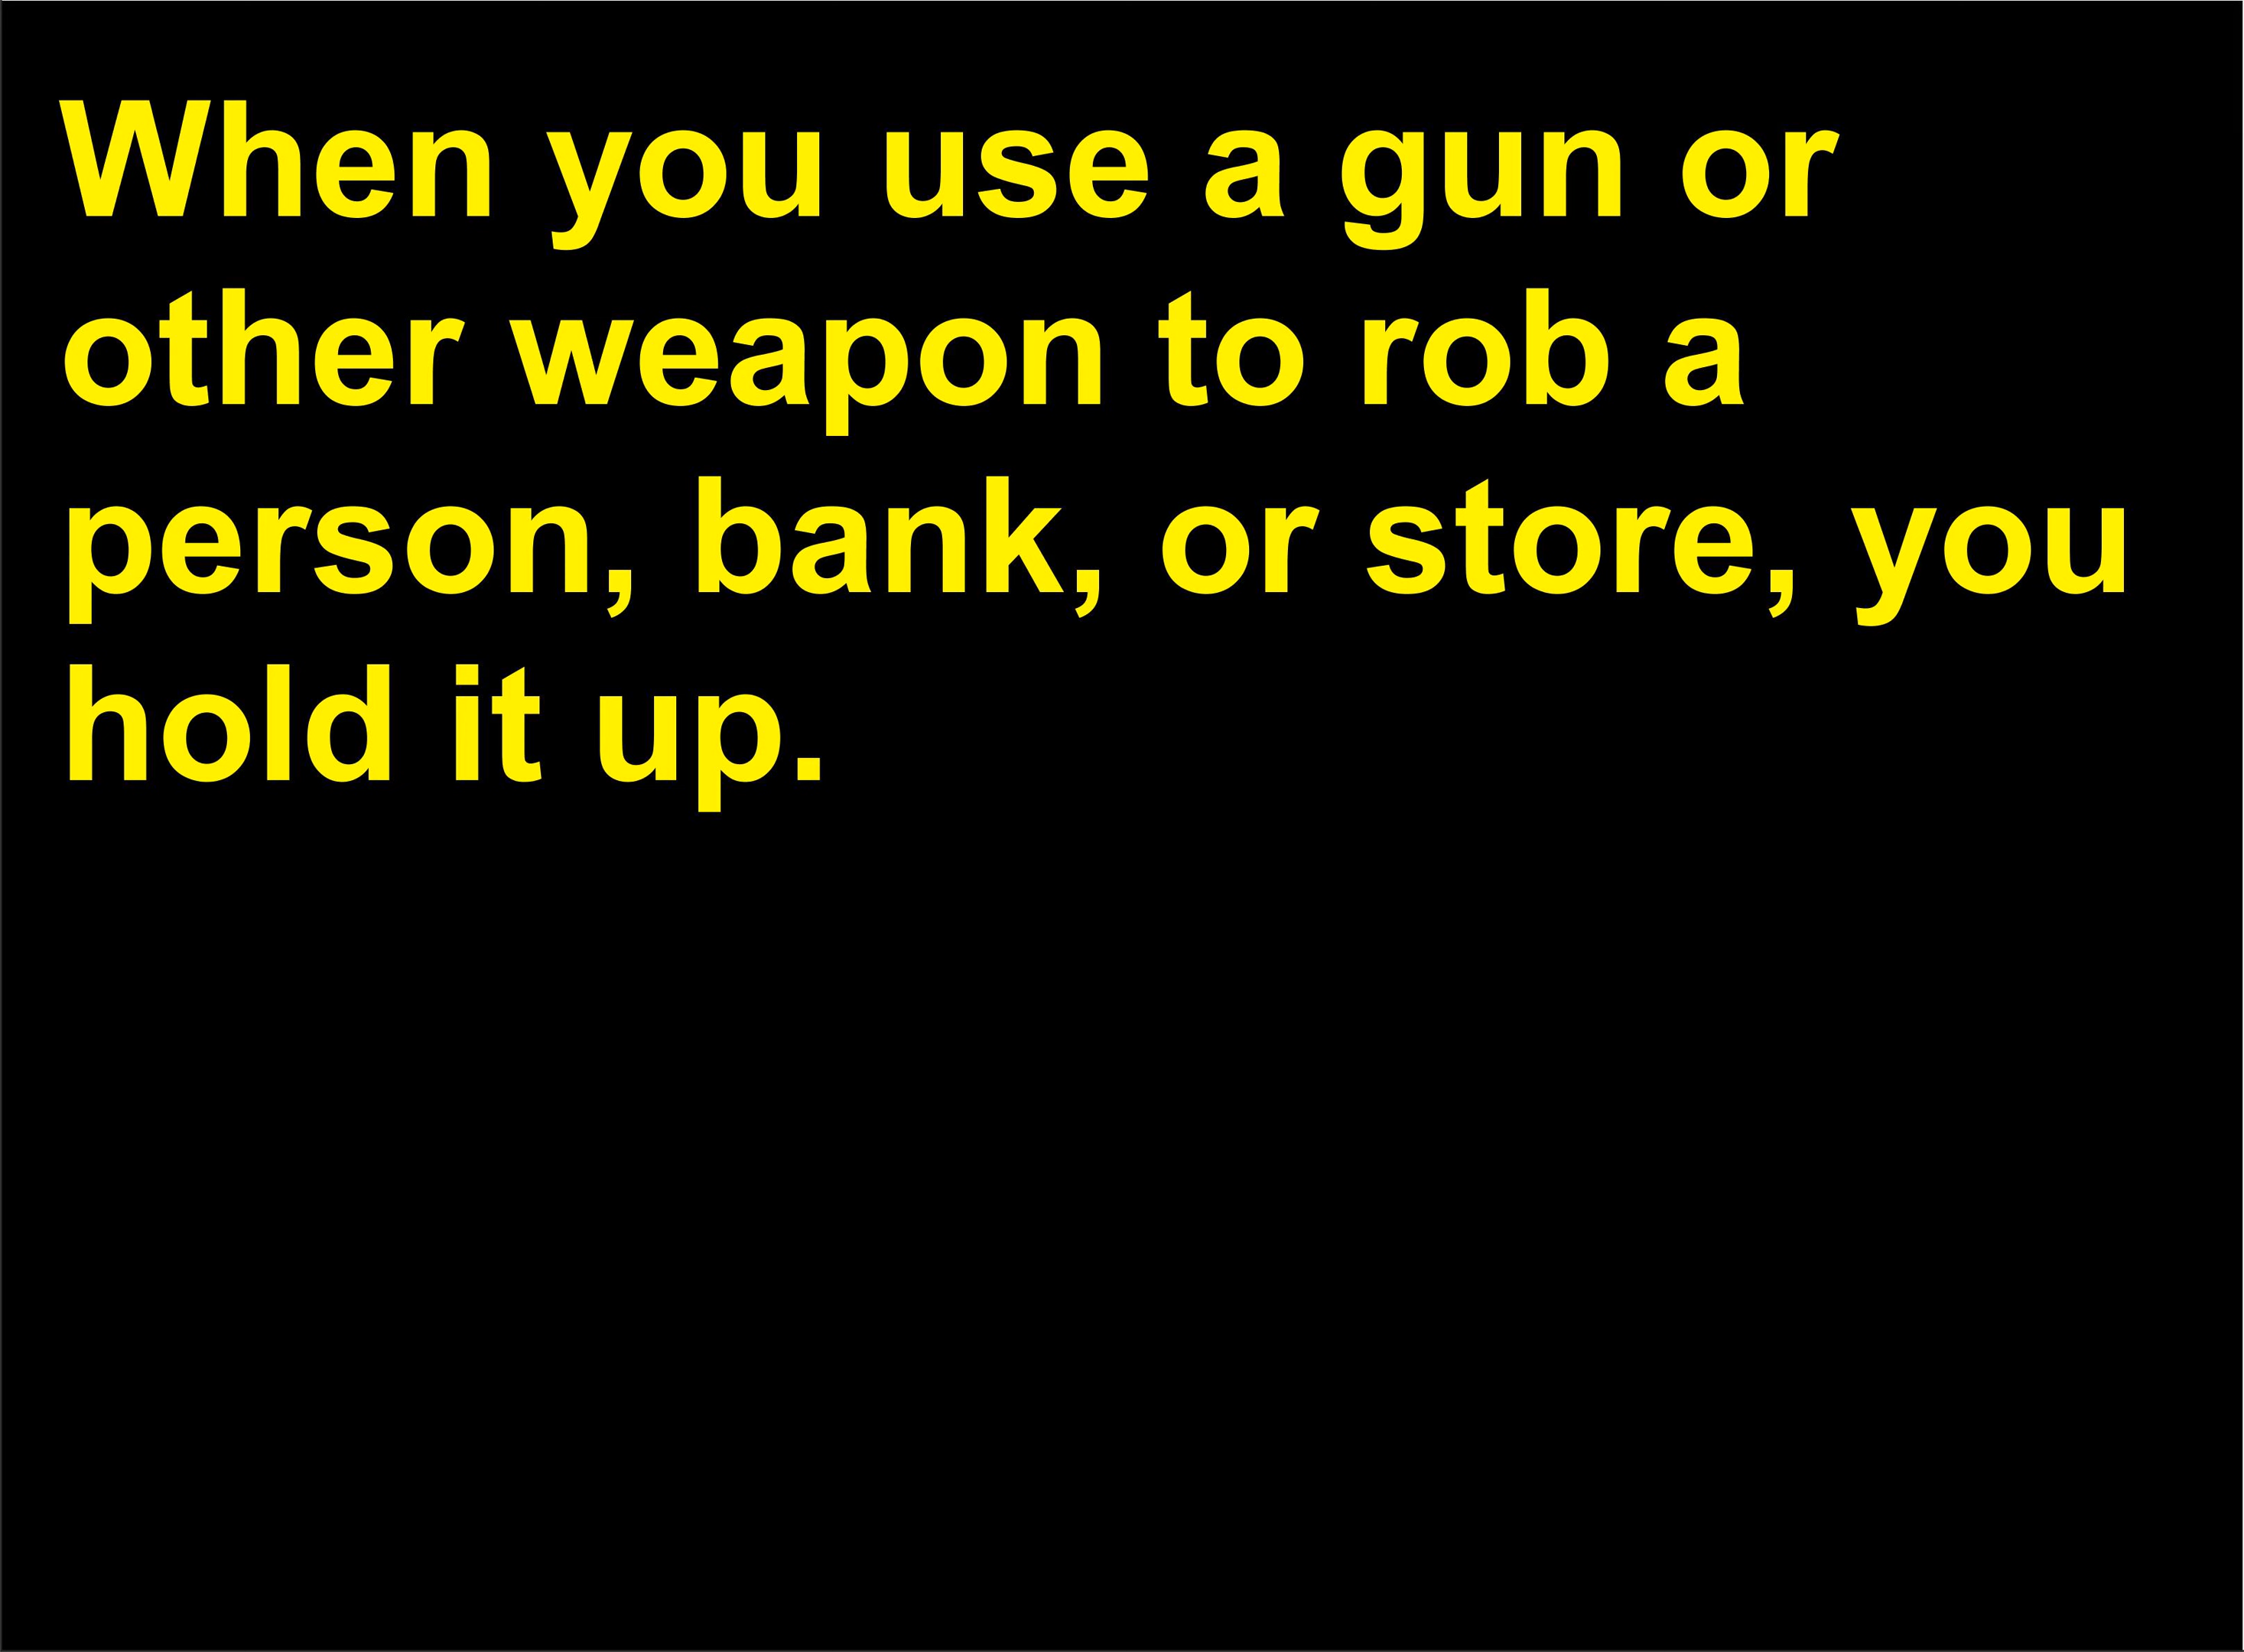 When you use a gun or
other weapon to rob a
person, bank, or store, you
hold it up.